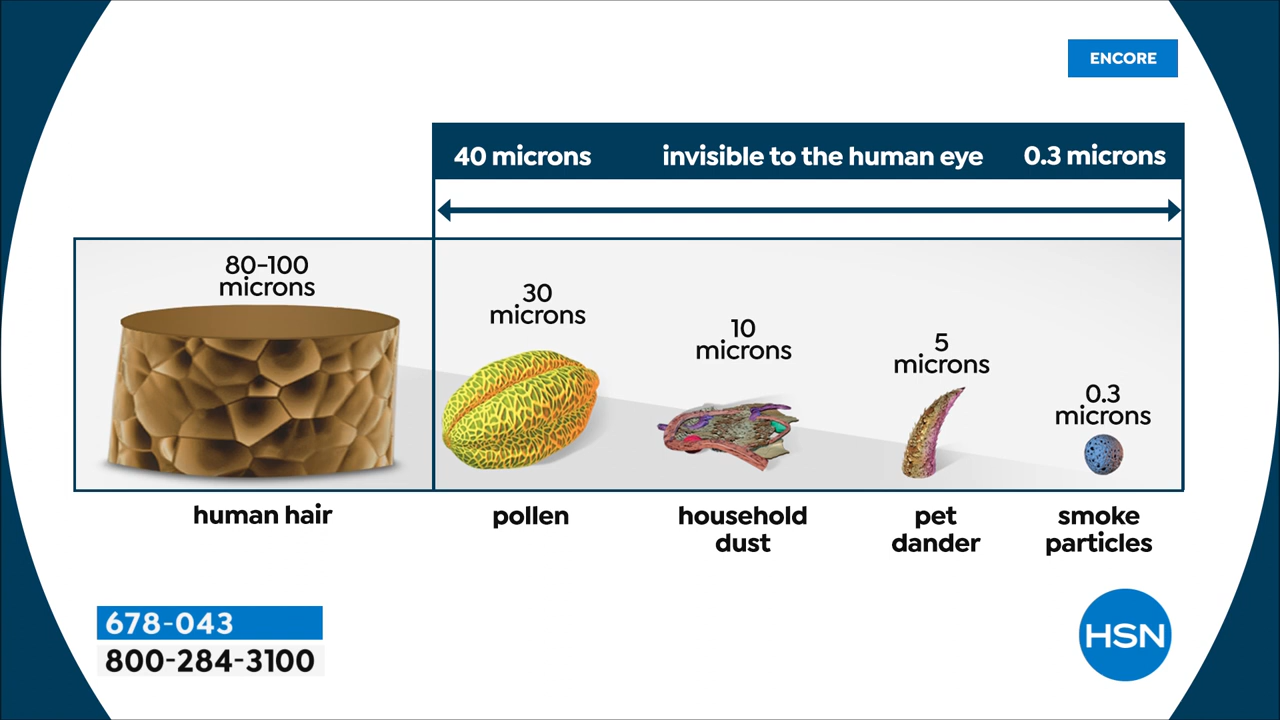 ENCORE
40 microns invisible to the human eye 0.3 microns
80-100
microns
30
microns
10
microns
5
microns
0.3
microns
human hair
pollen
household
dust
pet
dander
smoke
particles
678-043
800-284-3100
HSN